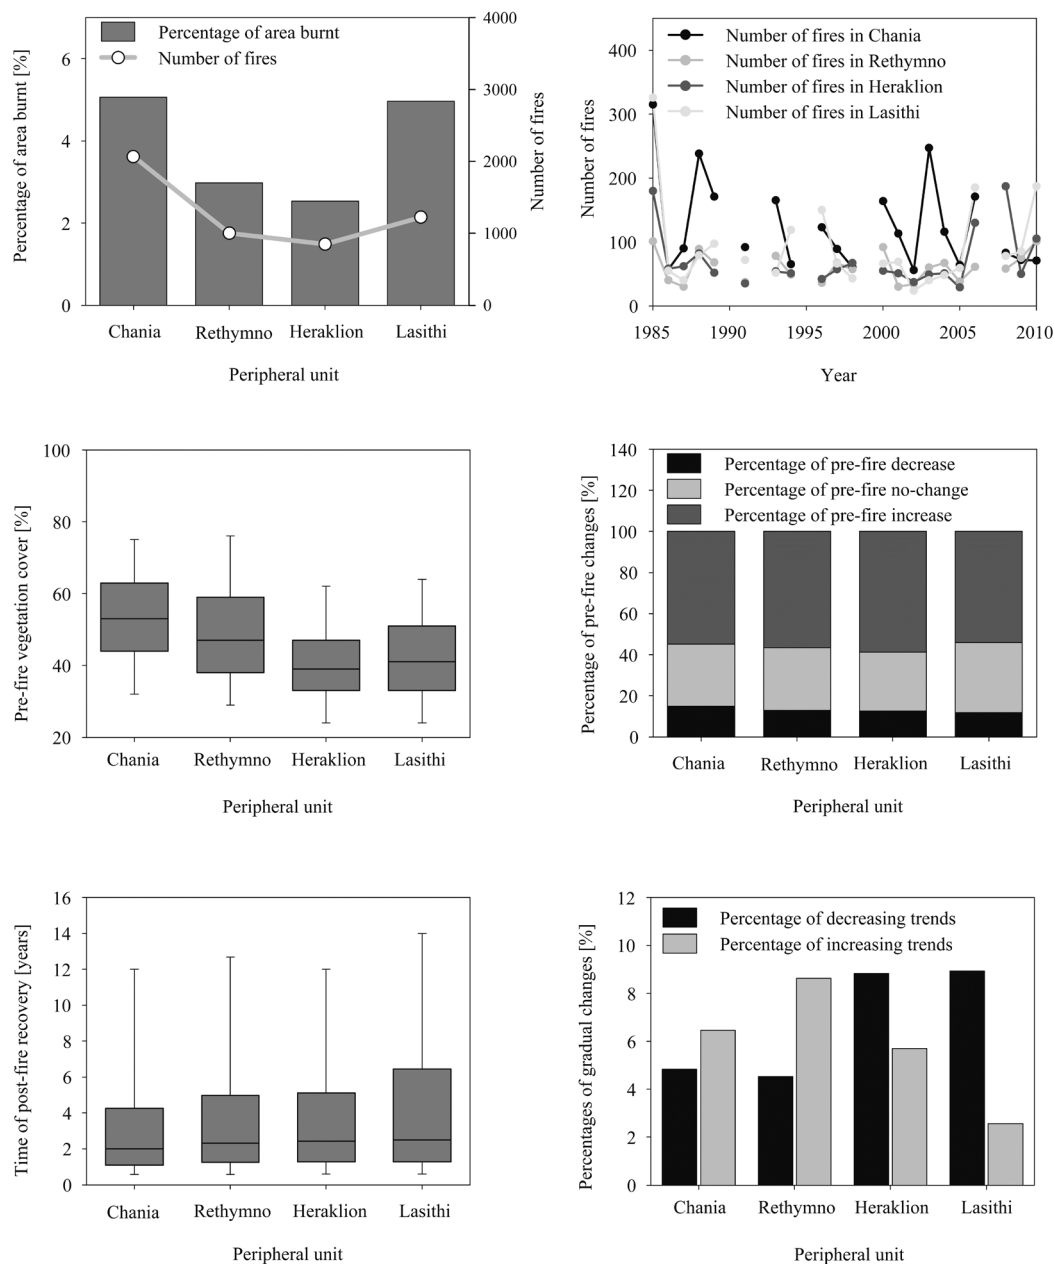 Percentage of area burnt
Number of fires
Percentage of area burnt [%]
6
4
2
0
4000
3000
2000
1000
0
Number of fires
Chania
Rethymno
Heraklion
Lasithi
Peripheral unit
Number of fires in Chania
Number of fires in Rethymno
Number of fires in Heraklion
Number of fires in Lasithi
Number of fires
400
300
200
100
0
1985
1990
1995
2000
2005
2010
Year
Pre-fire vegetation cover [%]
100
80
60
40
20
Chania
Rethymno
Heraklion
Lasithi
Peripheral unit
Percentage of pre-fire decrease
Percentage of pre-fire no-change
Percentage of pre-fire increase
Percentage of pre-fire changes [%]
140
120
100
80
60
40
20
0
Chania
Rethymno
Heraklion
Lasithi
Peripheral unit
Time of post-fire recovery [years]
16
14
12
10
8
6
4
2
0
Chania
Rethymno
Heraklion
Lasithi
Peripheral unit
Percentage of decreasing trends
Percentage of increasing trends
Percentages of gradual changes [%]
12
10
8
6
4
2
0
Chania
Rethymno
Heraklion
Lasithi
Peripheral unit